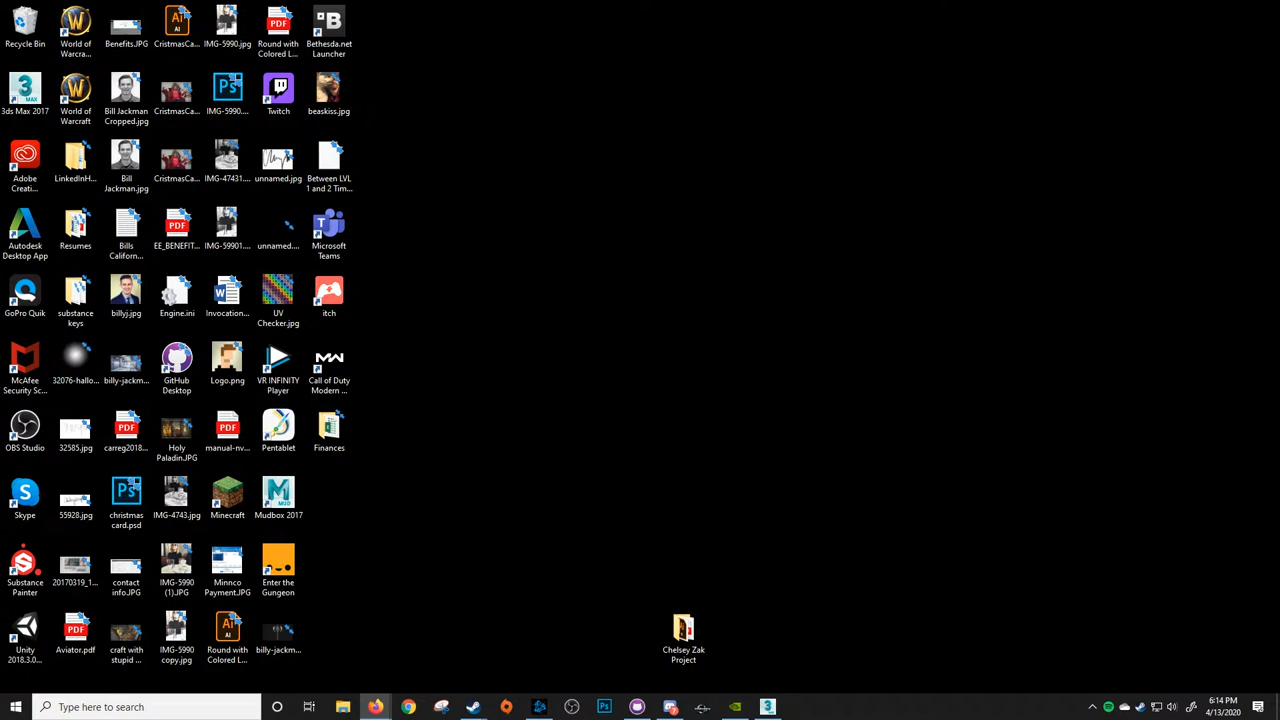 Recycle Bin
World of
Warcra...
Benefits.JPG
CristmasCa...
IMG-5990.jpg
Round with
Colored L...
Bethesda.net
Launcher
3ds Max 2017
World of
Warcraft
Bill Jackman
Cropped.jpg
CristmasCa...
IMG-5990....
Twitch
beaskiss.jpg
Adobe
Creati...
LinkedInH...
Bill
Jackman.jpg
CristmasCa...
IMG-47431....
unnamed.jpg
Between LVL
1 and 2 Tim...
Autodesk
Desktop App
Resumes
Bills
Californ...
EE_BENEFIT...
IMG-59901....
unnamed....
Microsoft
Teams
GoPro Quik
substance
keys
billyj.jpg
Engine.ini
Invocation...
UV
Checker.jpg
itch
McAfee
Security Sc...
32076-hallo...
billy-jackm...
GitHub
Desktop
Logo.png
VR INFINITY
Player
Call of Duty
Modern ...
OBS Studio
32585.jpg
carreg2018...
Holy
Paladin.JPG
manual-nv...
Pentablet
Finances
Skype
55928.jpg
christmas
card.psd
IMG-4743.jpg
Minecraft
Mudbox 2017
Substance
Painter
20170319_1...
contact
info.JPG
IMG-5990
(1).JPG
Minnco
Payment.JPG
Enter the
Gungeon
Unity
2018.3.0...
Aviator.pdf
craft with
stupid ...
IMG-5990
copy.jpg
Round with
Colored L...
billy-jackm...
Chelsey Zak
Project
Type here to search
6:14 PM
4/13/2020